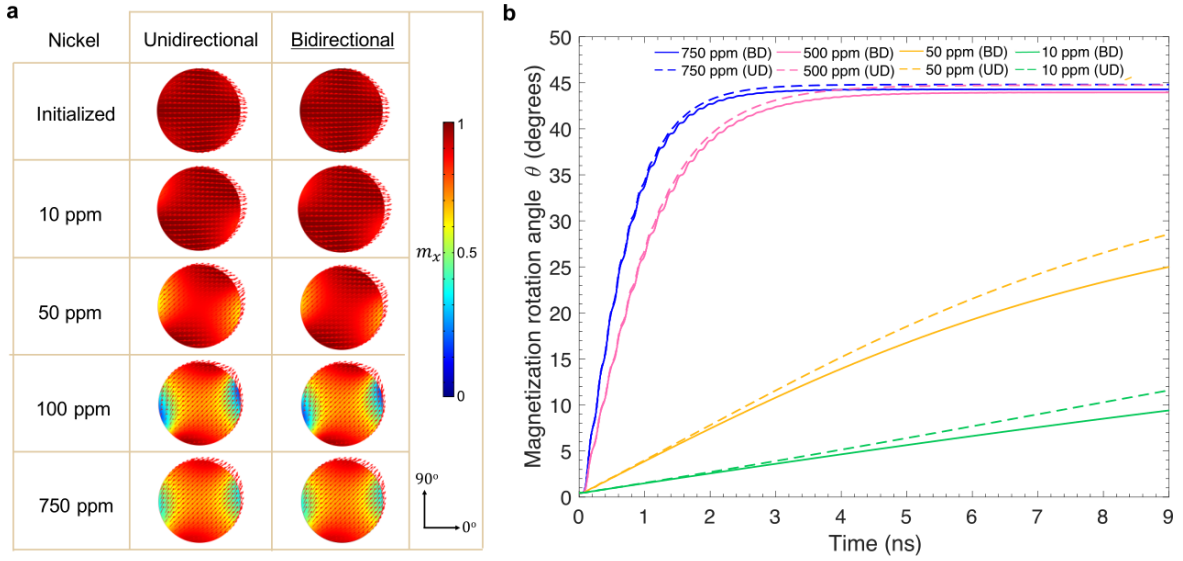 a
Nickel Unidirectional Bidirectional
Initialized
10 ppm
50 ppm
100 ppm
750 ppm
1
0.5
0
m_x
90°
0°
b
Magnetization rotation angle θ (degrees)
50
45
40
35
30
25
20
15
10
5
0
750 ppm (BD) 500 ppm (BD) 50 ppm (BD) 10 ppm (BD)
750 ppm (UD) 500 ppm (UD) 50 ppm (UD) 10 ppm (UD)
0 1 2 3 4 5 6 7 8 9
Time (ns)